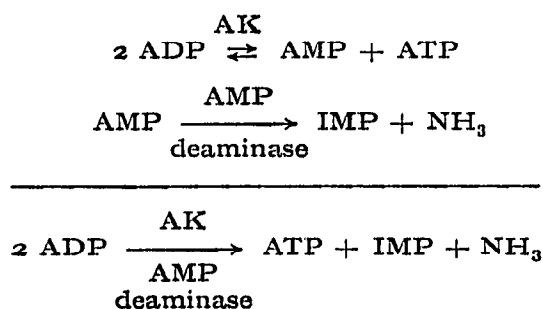 AK
2 ADP ⇄ AMP + ATP
AMP
AMP ⟶ IMP + NH₃
deaminase
AK
2 ADP ⟶ ATP + IMP + NH₃
AMP
deaminase